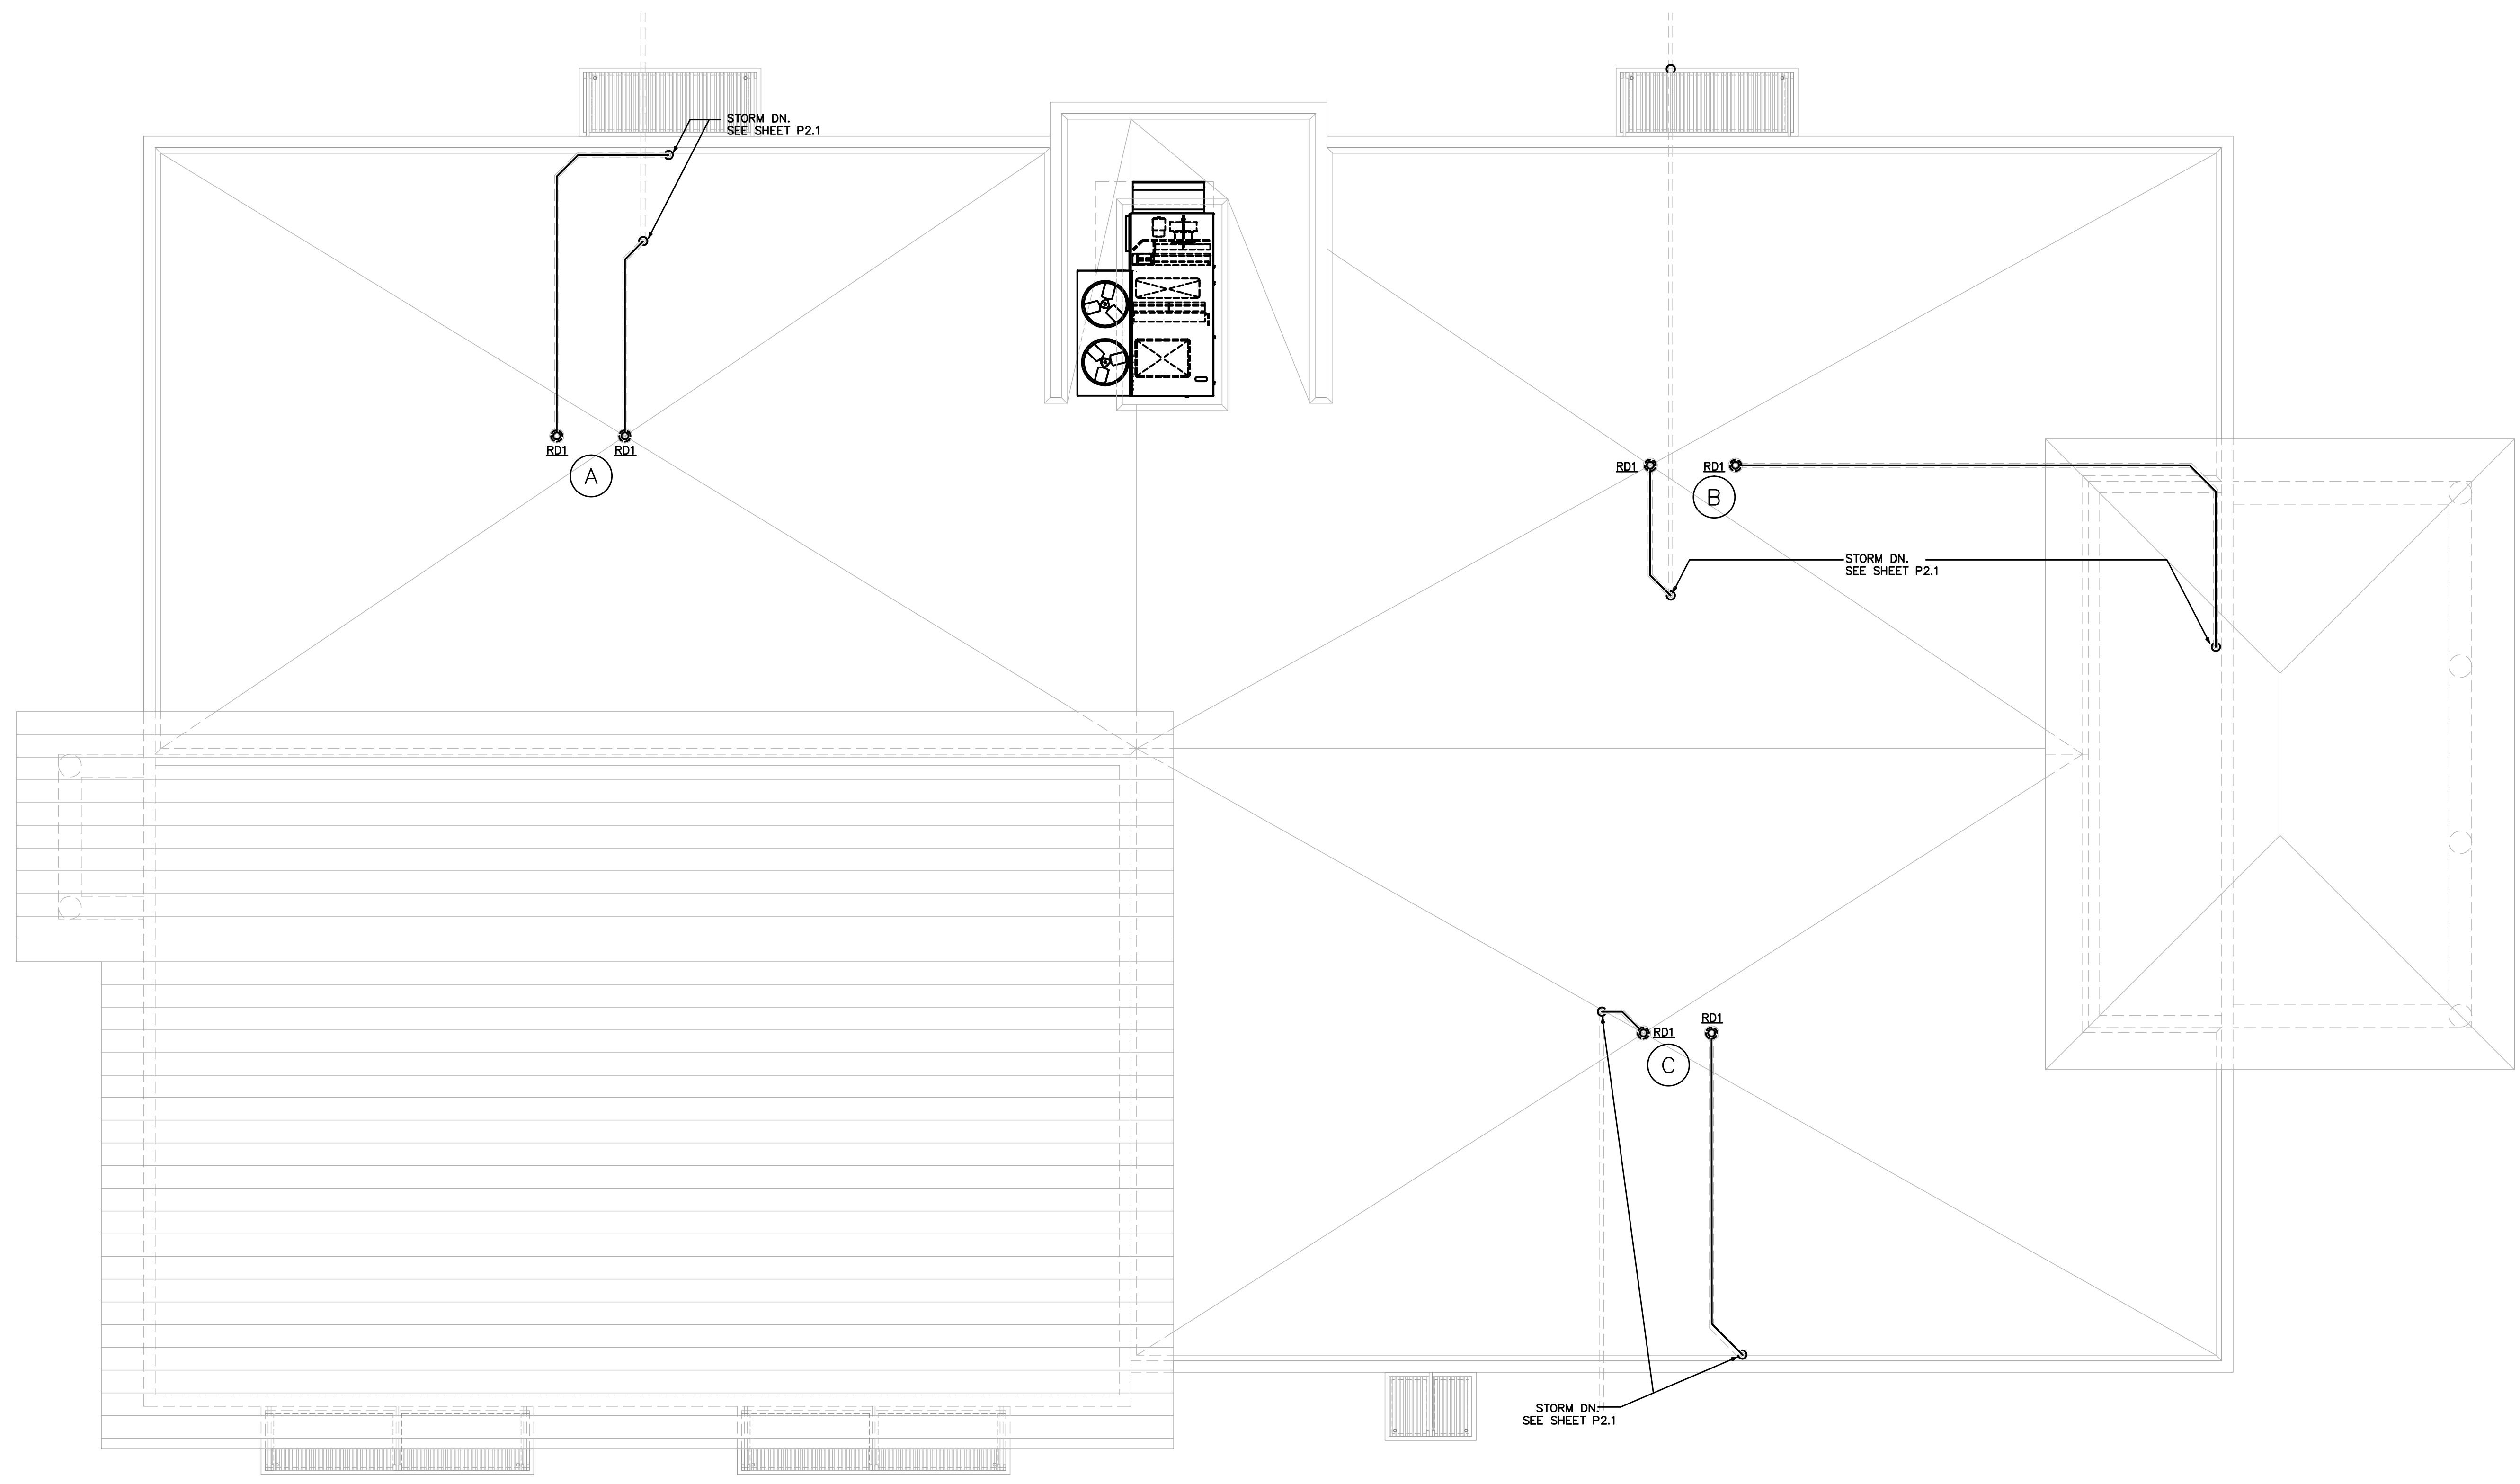 STORM DN.
SEE SHEET P2.1
RD1
RD1
A
RD1
RD1
B
STORM DN.
SEE SHEET P2.1
RD1
RD1
C
STORM DN.
SEE SHEET P2.1